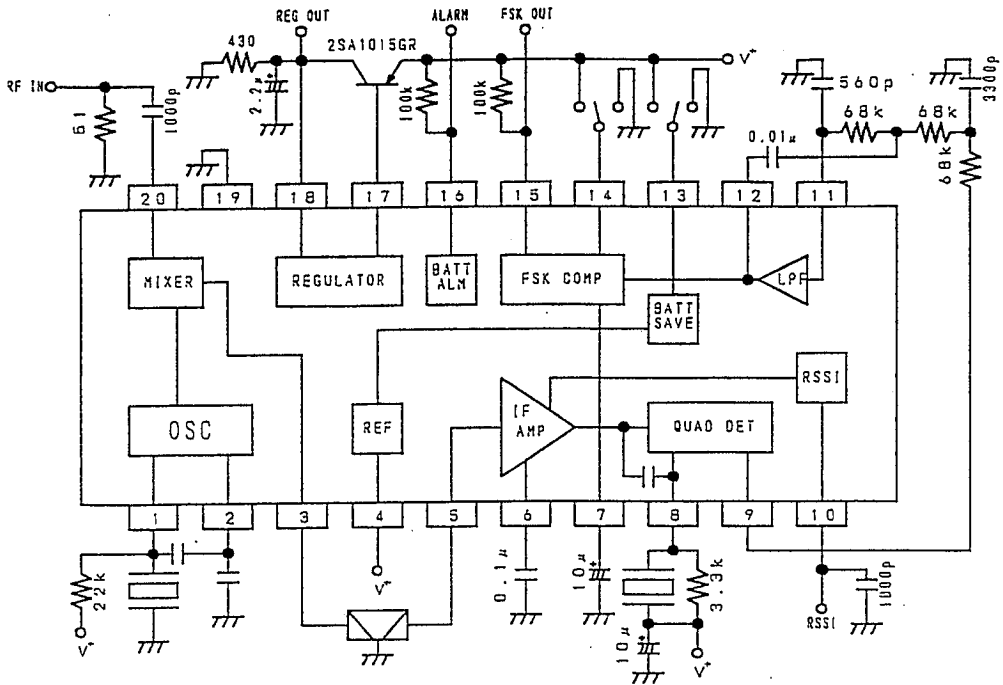 REG OUT
ALARM
FSK OUT
430
2SA1015GR
V+
RF IN
51
1000p
2.2μ
100k
100k
560p
3300p
68k
68k
0.01μ
68k
20
19
18
17
16
15
14
13
12
11
MIXER
REGULATOR
BATT
ALM
FSK COMP
LPF
BATT
SAVE
RSSI
IF
AMP
OSC
REF
QUAD DET
1
2
3
4
5
6
7
8
9
10
22k
V+
V+
0.1μ
10μ
+
3.3k
10μ
+
V+
1000p
RSSI